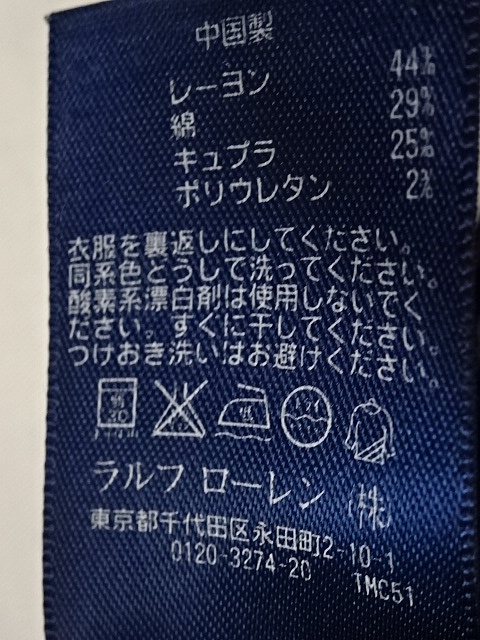 中国製
レーヨン 44%
綿 29%
キュプラ 25%
ポリウレタン 2%
衣服を裏返しにしてください。
同系色どうしで洗ってください。
酸素系漂白剤は使用しないでく
ださい。すぐに干してください。
つけおき洗いはお避けください。
30
ラルフ ローレン (株)
東京都千代田区永田町2-10-1
0120-3274-20 TMC51